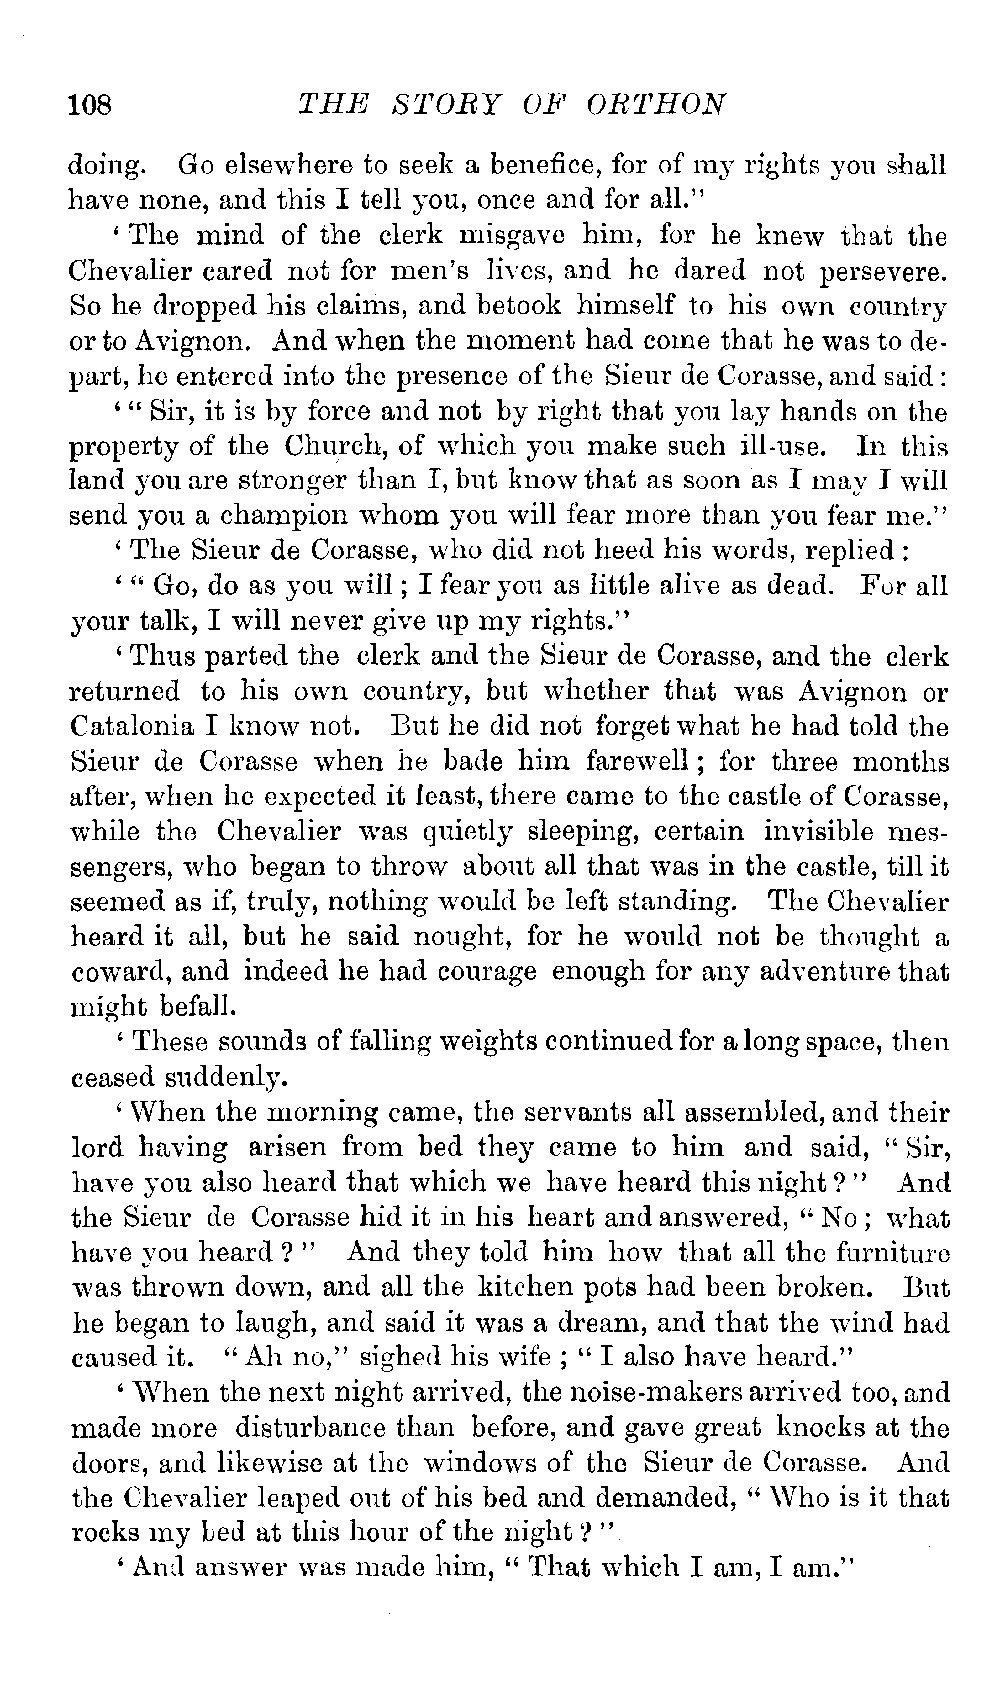 108 THE STORY OF ORTHON
doing. Go elsewhere to seek a benefice, for of my rights you shall
have none, and this I tell you, once and for all."
' The mind of the clerk misgave him, for he knew that the
Chevalier cared not for men's lives, and he dared not persevere.
So he dropped his claims, and betook himself to his own country
or to Avignon. And when the moment had come that he was to de-
part, he entered into the presence of the Sieur de Corasse, and said :
' " Sir, it is by force and not by right that you lay hands on the
property of the Church, of which you make such ill-use. In this
land you are stronger than I, but know that as soon as I may I will
send you a champion whom you will fear more than you fear me."
' The Sieur de Corasse, who did not heed his words, replied :
' " Go, do as you will ; I fear you as little alive as dead. For all
your talk, I will never give up my rights."
' Thus parted the clerk and the Sieur de Corasse, and the clerk
returned to his own country, but whether that was Avignon or
Catalonia I know not. But he did not forget what he had told the
Sieur de Corasse when he bade him farewell ; for three months
after, when he expected it least, there came to the castle of Corasse,
while the Chevalier was quietly sleeping, certain invisible mes-
sengers, who began to throw about all that was in the castle, till it
seemed as if, truly, nothing would be left standing. The Chevalier
heard it all, but he said nought, for he would not be thought a
coward, and indeed he had courage enough for any adventure that
might befall.
' These sounds of falling weights continued for a long space, then
ceased suddenly.
' When the morning came, the servants all assembled, and their
lord having arisen from bed they came to him and said, " Sir,
have you also heard that which we have heard this night ? " And
the Sieur de Corasse hid it in his heart and answered, " No ; what
have you heard ? " And they told him how that all the furniture
was thrown down, and all the kitchen pots had been broken. But
he began to laugh, and said it was a dream, and that the wind had
caused it. " Ah no," sighed his wife ; " I also have heard."
' When the next night arrived, the noise-makers arrived too, and
made more disturbance than before, and gave great knocks at the
doors, and likewise at the windows of the Sieur de Corasse. And
the Chevalier leaped out of his bed and demanded, " Who is it that
rocks my bed at this hour of the night ? "
' And answer was made him, " That which I am, I am."